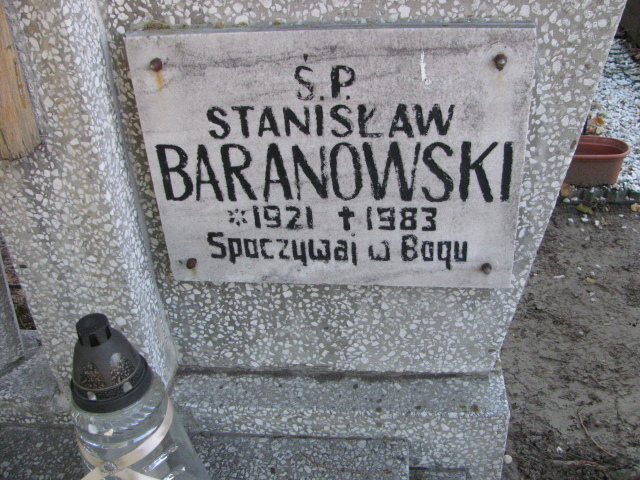 Ś.P.
STANISŁAW
BARANOWSKI
*1921 †1983
Spoczywaj w Bogu